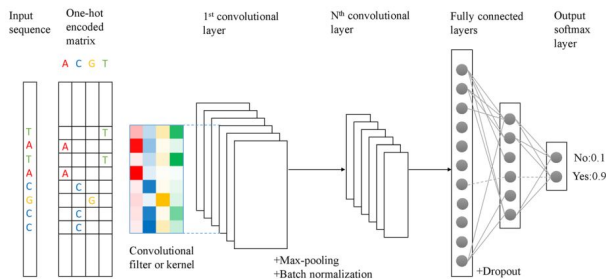 Input
sequence
One-hot
encoded
matrix
1st convolutional
layer
Nth convolutional
layer
Fully connected
layers
Output
softmax
layer
A C G T
T T
A A
T T
A A
C C
G G
C C
C C
No:0.1
Yes:0.9
Convolutional
filter or kernel
+Max-pooling
+Batch normalization
+Dropout